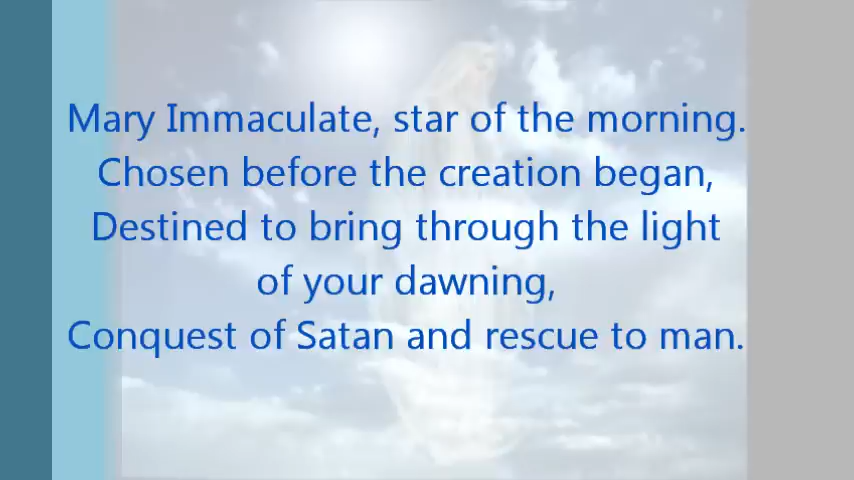 Mary Immaculate, star of the morning.
Chosen before the creation began,
Destined to bring through the light
of your dawning,
Conquest of Satan and rescue to man.